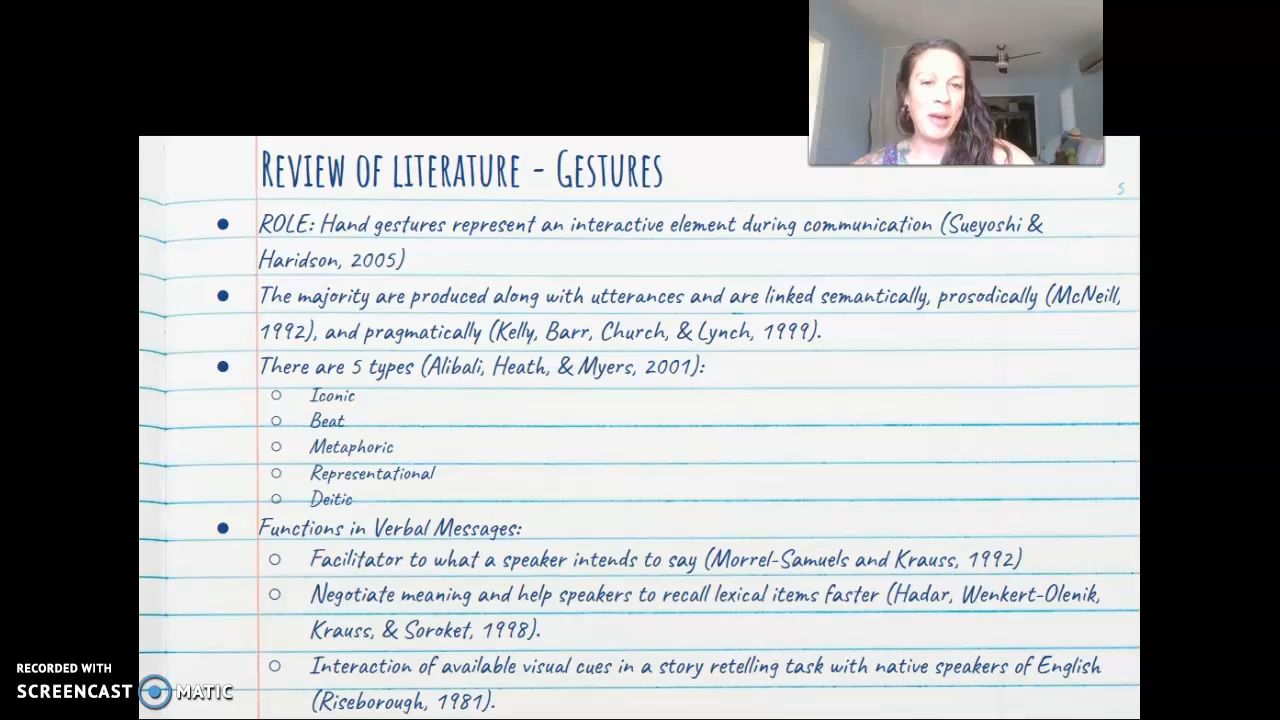 REVIEW OF LITERATURE - GESTURES
5
● ROLE: Hand gestures represent an interactive element during communication (Sueyoshi &
Haridson, 2005)
● The majority are produced along with utterances and are linked semantically, prosodically (McNeill,
1992), and pragmatically (Kelly, Barr, Church, & Lynch, 1999).
● There are 5 types (Alibali, Heath, & Myers, 2001):
○ Iconic
○ Beat
○ Metaphoric
○ Representational
○ Deitic
● Functions in Verbal Messages:
○ Facilitator to what a speaker intends to say (Morrel-Samuels and Krauss, 1992)
○ Negotiate meaning and help speakers to recall lexical items faster (Hadar, Wenkert-Olenik,
Krauss, & Soroket, 1998).
○ Interaction of available visual cues in a story retelling task with native speakers of English
(Riseborough, 1981).
RECORDED WITH
SCREENCAST MATIC